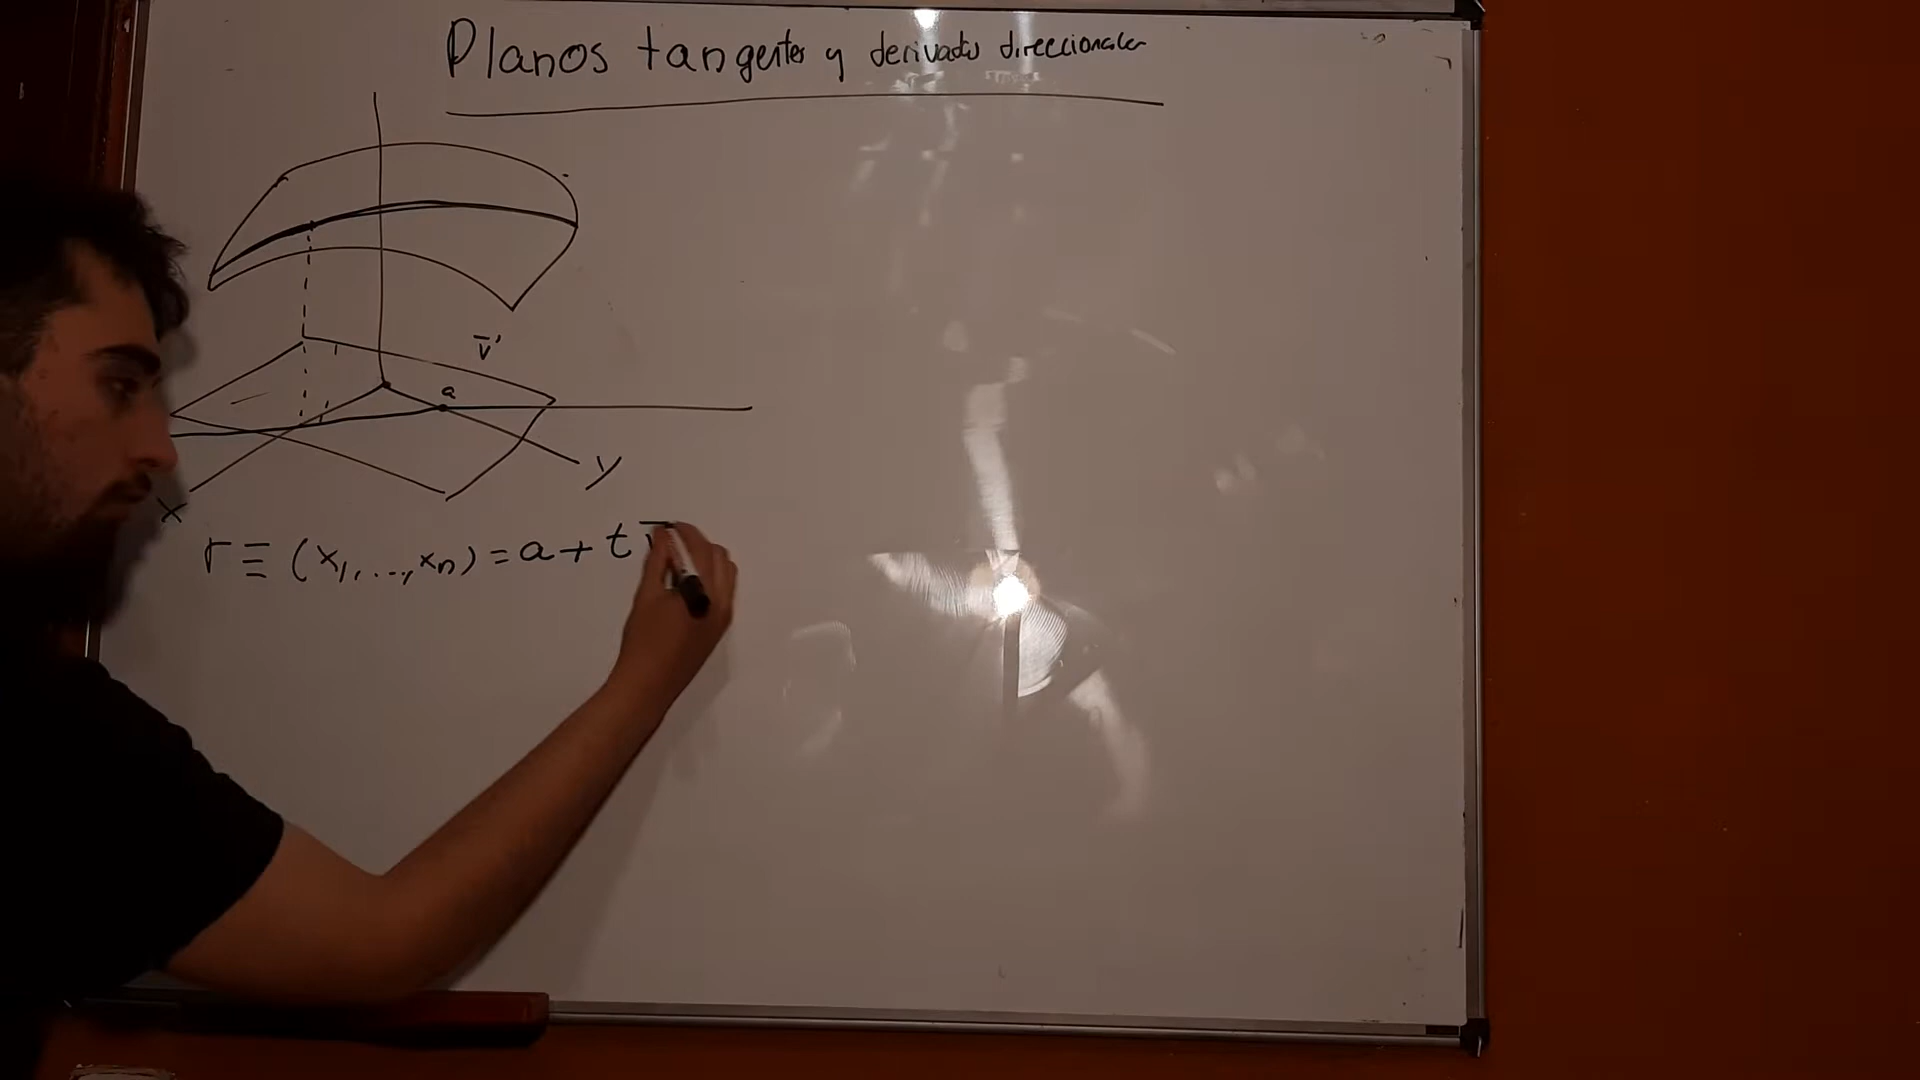 Planos tangentes y derivadas direccionales
v̅'
a
y
x
r ≡ (x₁, ..., xₙ) = a + t v̅